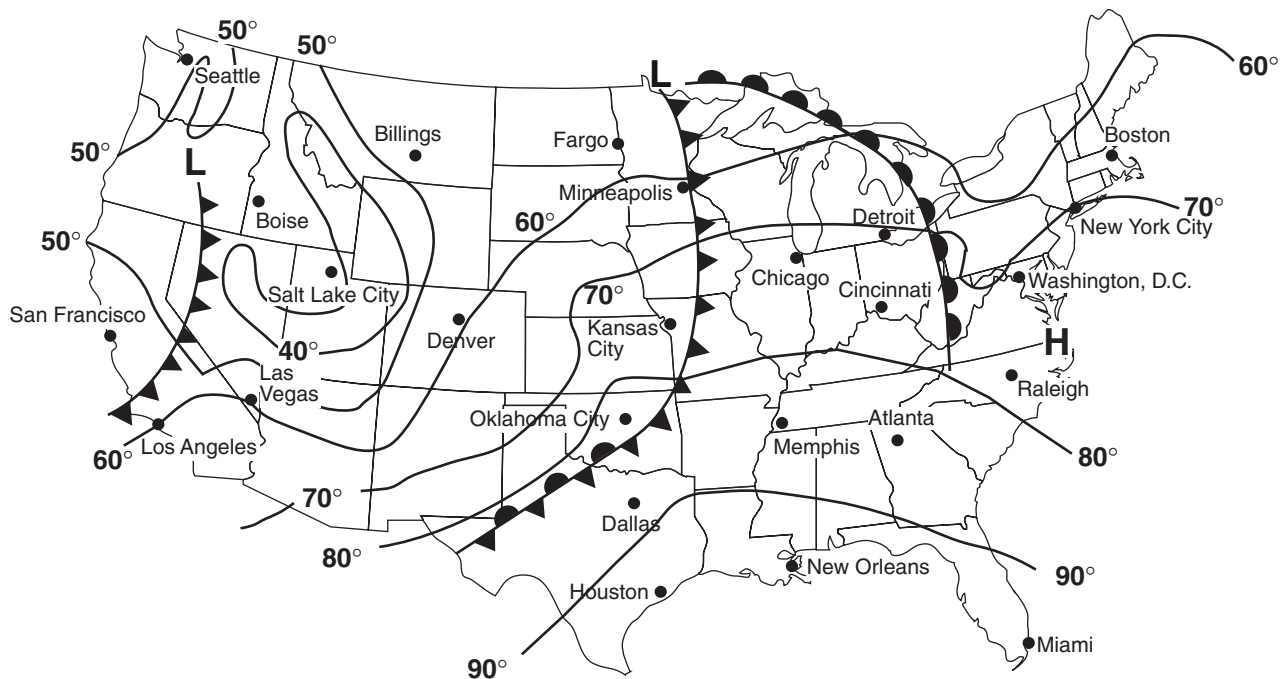 50°
50°
60°
L
Seattle
Billings
Fargo
Boston
50°
L
Minneapolis
Boise
60°
Detroit
70°
New York City
50°
Chicago
Washington, D.C.
Salt Lake City
70°
Cincinnati
San Francisco
Denver
Kansas
City
H
40°
Las
Vegas
Raleigh
Oklahoma City
Atlanta
Memphis
60°
Los Angeles
80°
70°
Dallas
80°
New Orleans
90°
Houston
Miami
90°